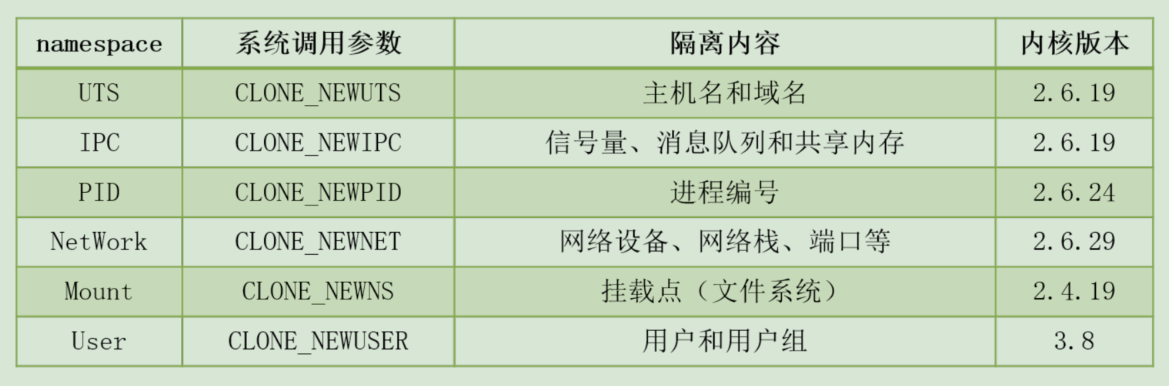 namespace 系统调用参数 隔离内容 内核版本
UTS CLONE_NEWUTS 主机名和域名 2.6.19
IPC CLONE_NEWIPC 信号量、消息队列和共享内存 2.6.19
PID CLONE_NEWPID 进程编号 2.6.24
NetWork CLONE_NEWNET 网络设备、网络栈、端口等 2.6.29
Mount CLONE_NEWNS 挂载点（文件系统） 2.4.19
User CLONE_NEWUSER 用户和用户组 3.8